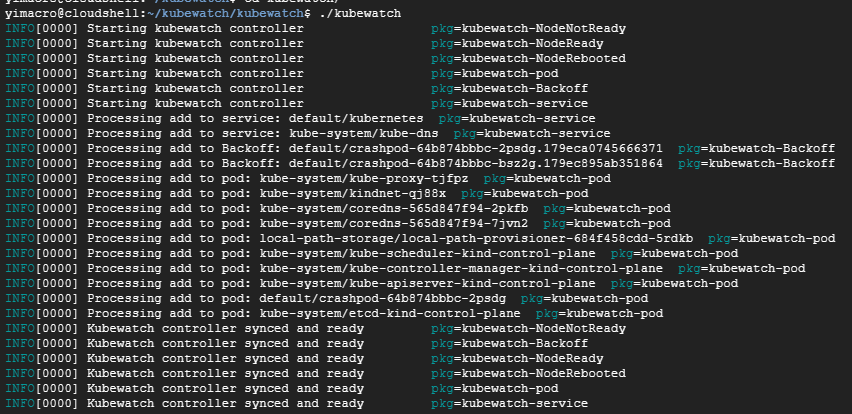 yimacro@cloudshell:~/kubewatch/kubewatch$ ./kubewatch
INFO[0000] Starting kubewatch controller pkg=kubewatch-NodeNotReady
INFO[0000] Starting kubewatch controller pkg=kubewatch-NodeReady
INFO[0000] Starting kubewatch controller pkg=kubewatch-NodeRebooted
INFO[0000] Starting kubewatch controller pkg=kubewatch-pod
INFO[0000] Starting kubewatch controller pkg=kubewatch-Backoff
INFO[0000] Starting kubewatch controller pkg=kubewatch-service
INFO[0000] Processing add to service: default/kubernetes pkg=kubewatch-service
INFO[0000] Processing add to service: kube-system/kube-dns pkg=kubewatch-service
INFO[0000] Processing add to Backoff: default/crashpod-64b874bbbc-2psdg.179eca0745666371 pkg=kubewatch-Backoff
INFO[0000] Processing add to Backoff: default/crashpod-64b874bbbc-bsz2g.179ec895ab351864 pkg=kubewatch-Backoff
INFO[0000] Processing add to pod: kube-system/kube-proxy-tjfpz pkg=kubewatch-pod
INFO[0000] Processing add to pod: kube-system/kindnet-qj88x pkg=kubewatch-pod
INFO[0000] Processing add to pod: kube-system/coredns-565d847f94-2pkfb pkg=kubewatch-pod
INFO[0000] Processing add to pod: kube-system/coredns-565d847f94-7jvn2 pkg=kubewatch-pod
INFO[0000] Processing add to pod: local-path-storage/local-path-provisioner-684f458cdd-5rdkb pkg=kubewatch-pod
INFO[0000] Processing add to pod: kube-system/kube-scheduler-kind-control-plane pkg=kubewatch-pod
INFO[0000] Processing add to pod: kube-system/kube-controller-manager-kind-control-plane pkg=kubewatch-pod
INFO[0000] Processing add to pod: kube-system/kube-apiserver-kind-control-plane pkg=kubewatch-pod
INFO[0000] Processing add to pod: default/crashpod-64b874bbbc-2psdg pkg=kubewatch-pod
INFO[0000] Processing add to pod: kube-system/etcd-kind-control-plane pkg=kubewatch-pod
INFO[0000] Kubewatch controller synced and ready pkg=kubewatch-NodeNotReady
INFO[0000] Kubewatch controller synced and ready pkg=kubewatch-Backoff
INFO[0000] Kubewatch controller synced and ready pkg=kubewatch-NodeReady
INFO[0000] Kubewatch controller synced and ready pkg=kubewatch-NodeRebooted
INFO[0000] Kubewatch controller synced and ready pkg=kubewatch-pod
INFO[0000] Kubewatch controller synced and ready pkg=kubewatch-service